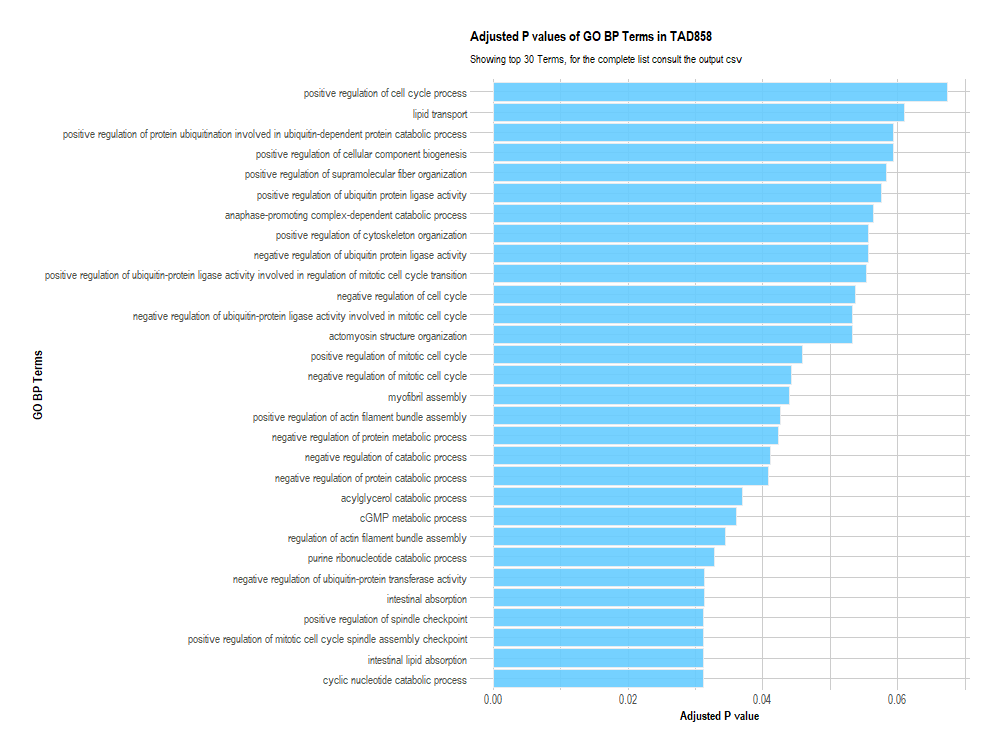 Adjusted P values of GO BP Terms in TAD858
Showing top 30 Terms, for the complete list consult the output csv
positive regulation of cell cycle process
lipid transport
positive regulation of protein ubiquitination involved in ubiquitin-dependent protein catabolic process
positive regulation of cellular component biogenesis
positive regulation of supramolecular fiber organization
positive regulation of ubiquitin protein ligase activity
anaphase-promoting complex-dependent catabolic process
positive regulation of cytoskeleton organization
negative regulation of ubiquitin protein ligase activity
positive regulation of ubiquitin-protein ligase activity involved in regulation of mitotic cell cycle transition
negative regulation of cell cycle
negative regulation of ubiquitin-protein ligase activity involved in mitotic cell cycle
actomyosin structure organization
positive regulation of mitotic cell cycle
negative regulation of mitotic cell cycle
myofibril assembly
positive regulation of actin filament bundle assembly
negative regulation of protein metabolic process
negative regulation of catabolic process
negative regulation of protein catabolic process
acylglycerol catabolic process
cGMP metabolic process
regulation of actin filament bundle assembly
purine ribonucleotide catabolic process
negative regulation of ubiquitin-protein transferase activity
intestinal absorption
positive regulation of spindle checkpoint
positive regulation of mitotic cell cycle spindle assembly checkpoint
intestinal lipid absorption
cyclic nucleotide catabolic process
GO BP Terms
0.00 0.02 0.04 0.06
Adjusted P value